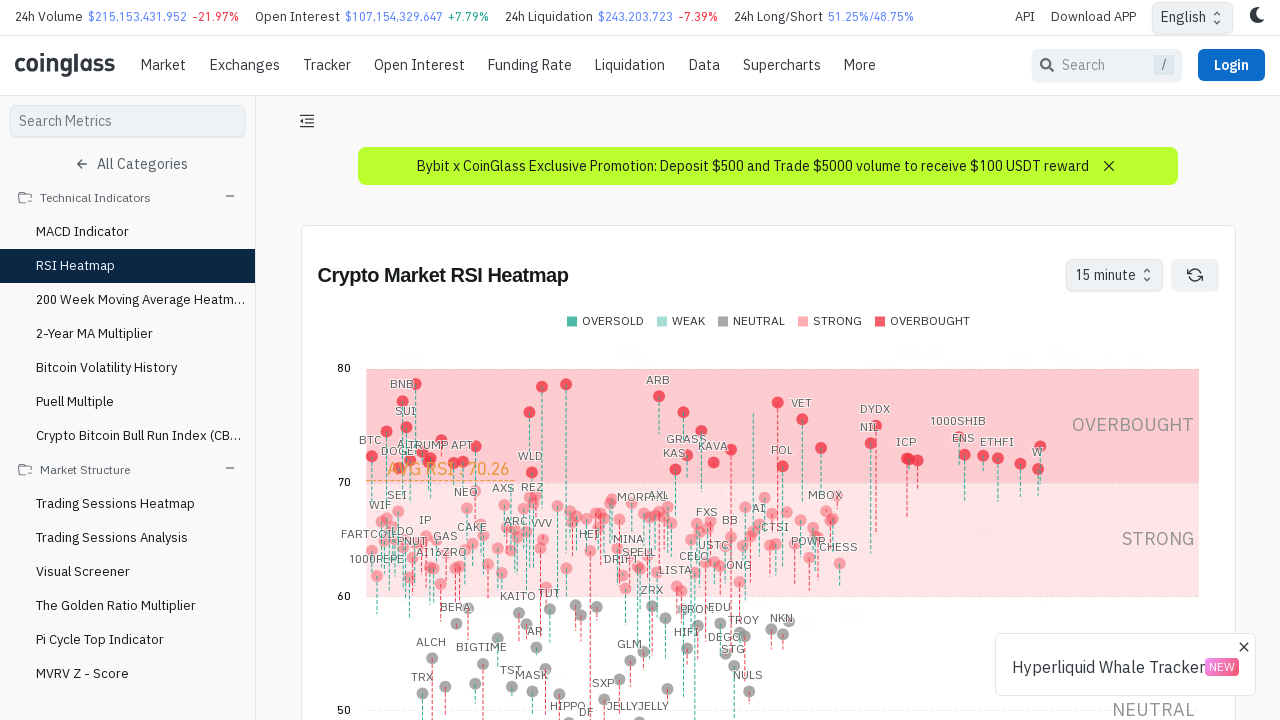 24h Volume $215,153,431,952 -21.97% Open Interest $107,154,329,647 +7.79% 24h Liquidation $243,203,723 -7.39% 24h Long/Short 51.25%/48.75% API Download APP English
coinglass Market Exchanges Tracker Open Interest Funding Rate Liquidation Data Supercharts More Search / Login
Search Metrics
All Categories
Technical Indicators
MACD Indicator
RSI Heatmap
200 Week Moving Average Heatm...
2-Year MA Multiplier
Bitcoin Volatility History
Puell Multiple
Crypto Bitcoin Bull Run Index (CB...
Market Structure
Trading Sessions Heatmap
Trading Sessions Analysis
Visual Screener
The Golden Ratio Multiplier
Pi Cycle Top Indicator
MVRV Z - Score
Bybit x CoinGlass Exclusive Promotion: Deposit $500 and Trade $5000 volume to receive $100 USDT reward
Crypto Market RSI Heatmap 15 minute
OVERSOLD WEAK NEUTRAL STRONG OVERBOUGHT
80
BNB ARB
SUI VET DYDX
1000SHIB
OVERBOUGHT
NIL
BTC TRUMP APT GRASS ICP ENS ETHFI
DOGE WLD KAS KAVA POL W
AVG RSI: 70.26
70
SEI NEO AXS REZ MORPHO AXL MBOX
WIF FXS AI
IP CAKE ARC VVV BB CTSI
FARTCOIN LDO GAS HEI MINA STRONG
PNUT USTC POWR CHESS
1000PEPE AI16Z ZRO DRIFT SPELL CELO
LISTA ONG
60
KAITO TUT ZRX
BERA EDU
TROY NKN
ALCH BIGTIME AR GLM HIFI DEGO
STG
TRX TST MASK SXP NULS
50 HIPPO JELLYJELLY NEUTRAL
DF
Hyperliquid Whale Tracker NEW